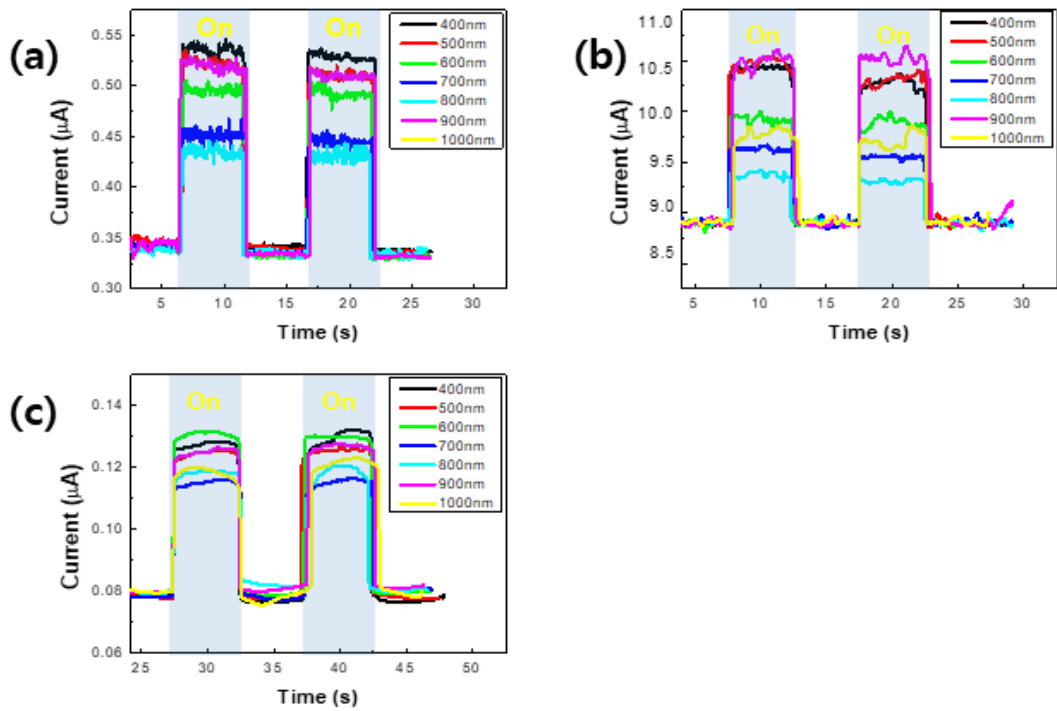 (a)
On
On
400nm
500nm
600nm
700nm
800nm
900nm
1000nm
0.55
0.50
0.45
0.40
0.35
0.30
Current (μA)
5
10
15
20
25
30
Time (s)
(b)
On
On
400nm
500nm
600nm
700nm
800nm
900nm
1000nm
11.0
10.5
10.0
9.5
9.0
8.5
Current (μA)
5
10
15
20
25
30
Time (s)
(c)
On
On
400nm
500nm
600nm
700nm
800nm
900nm
1000nm
0.14
0.12
0.10
0.08
0.06
Current (μA)
25
30
35
40
45
50
Time (s)